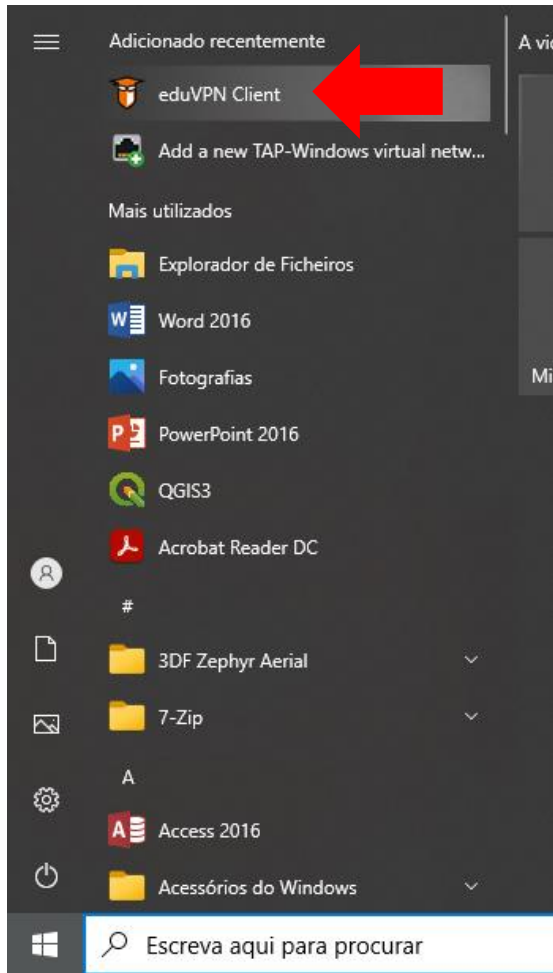 Adicionado recentemente
eduVPN Client
Add a new TAP-Windows virtual netw...
Mais utilizados
Explorador de Ficheiros
Word 2016
Fotografias
PowerPoint 2016
QGIS3
Acrobat Reader DC
#
3DF Zephyr Aerial
7-Zip
A
Access 2016
Acessórios do Windows
Escreva aqui para procurar
A vi
Mi